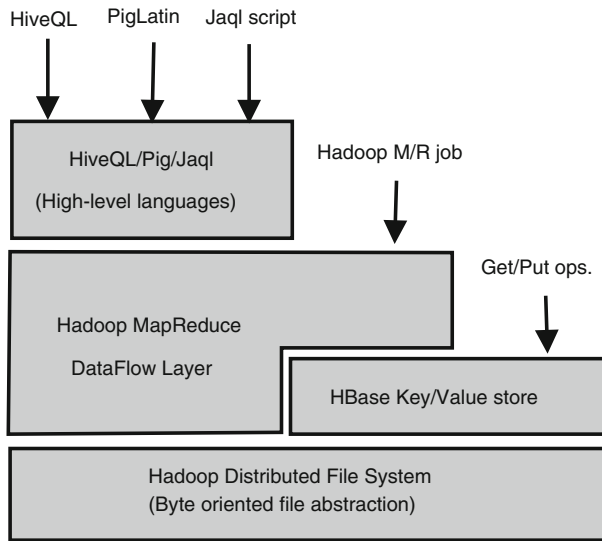 HiveQL
PigLatin
Jaql script
HiveQL/Pig/Jaql
(High-level languages)
Hadoop M/R job
Get/Put ops.
Hadoop MapReduce
DataFlow Layer
HBase Key/Value store
Hadoop Distributed File System
(Byte oriented file abstraction)